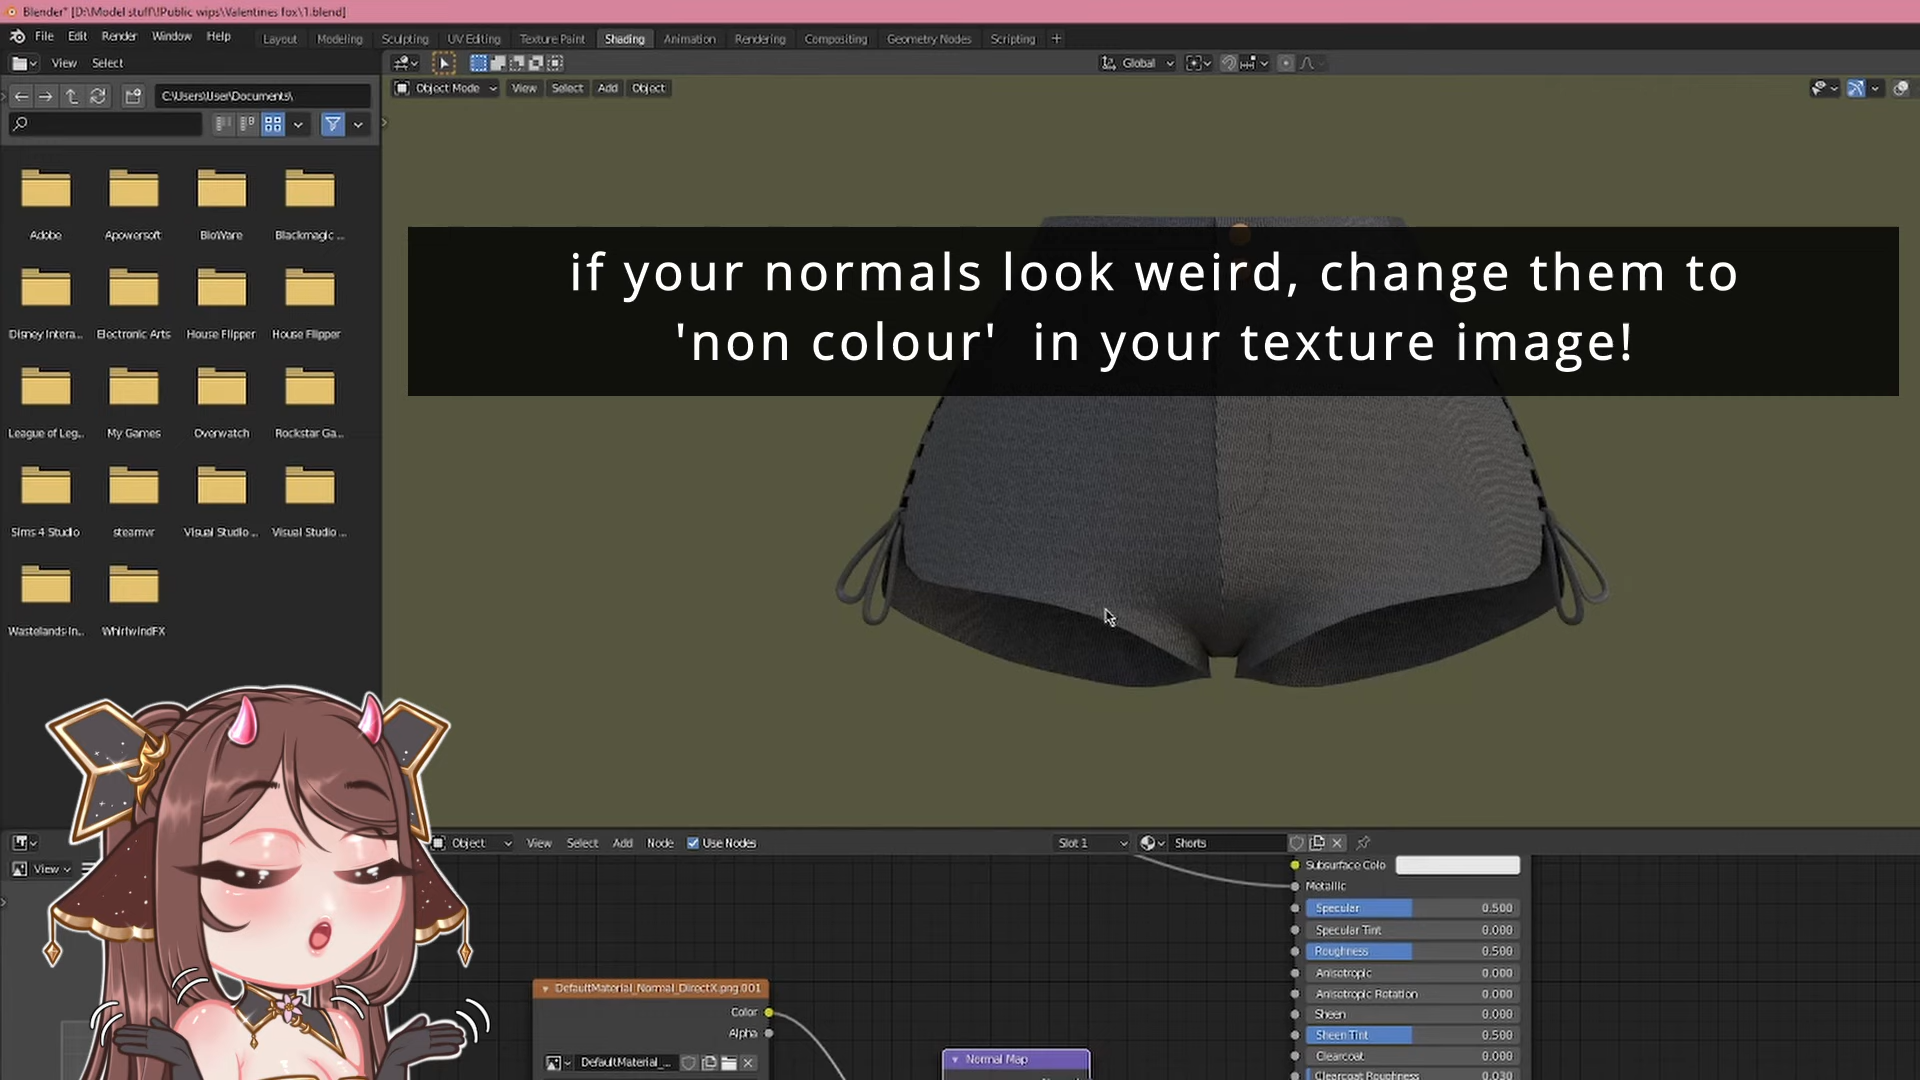 Blender* [D:\Model stuff\!Public wips\Valentines fox\1.blend]
File Edit Render Window Help Layout Modeling Sculpting UV Editing Texture Paint Shading Animation Rendering Compositing Geometry Nodes Scripting +
View Select
Global
C:\Users\User\Documents\
Object Mode View Select Add Object
Adobe Apowersoft BioWare Blackmagic ...
if your normals look weird, change them to
'non colour' in your texture image!
Disney Intera... Electronic Arts House Flipper House Flipper
League of Leg... My Games Overwatch Rockstar Ga...
Sims 4 Studio steamvr Visual Studio ... Visual Studio ...
Wastelands In... WhirlwindFX
Object View Select Add Node Use Nodes Slot 1 Shorts
View
Subsurface Colo
Metallic
Specular 0.500
Specular Tint 0.000
Roughness 0.500
Anisotropic 0.000
Anisotropic Rotation 0.000
Sheen 0.000
Sheen Tint 0.500
Clearcoat 0.000
Clearcoat Roughness 0.030
DefaultMaterial_Normal_DirectX.png.001
Color
Alpha
DefaultMaterial_...
Normal Map